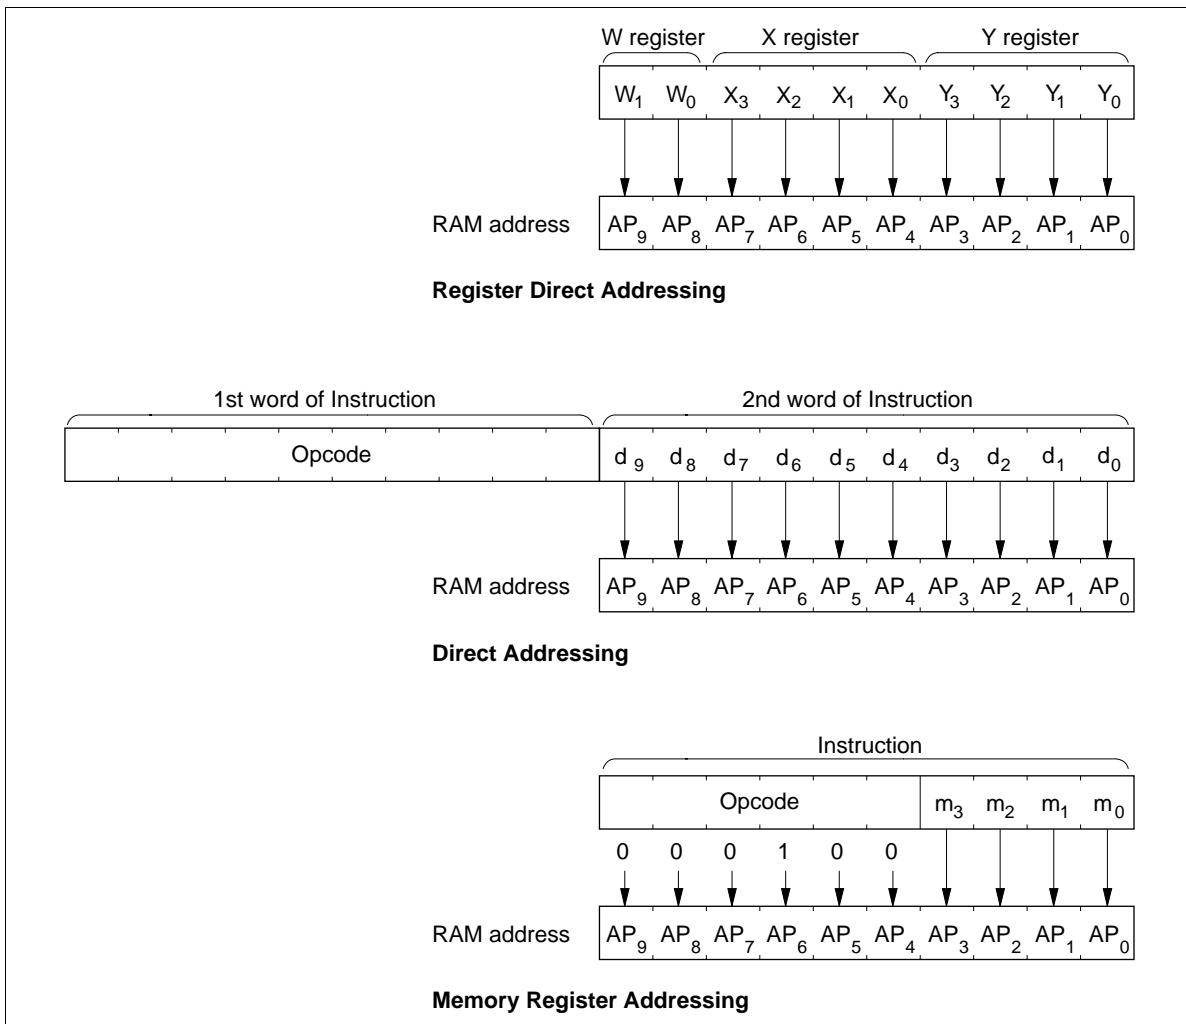 W register X register Y register
W1 W0 X3 X2 X1 X0 Y3 Y2 Y1 Y0
RAM address AP9 AP8 AP7 AP6 AP5 AP4 AP3 AP2 AP1 AP0
Register Direct Addressing
1st word of Instruction 2nd word of Instruction
Opcode d9 d8 d7 d6 d5 d4 d3 d2 d1 d0
RAM address AP9 AP8 AP7 AP6 AP5 AP4 AP3 AP2 AP1 AP0
Direct Addressing
Instruction
Opcode m3 m2 m1 m0
0 0 0 1 0 0
RAM address AP9 AP8 AP7 AP6 AP5 AP4 AP3 AP2 AP1 AP0
Memory Register Addressing